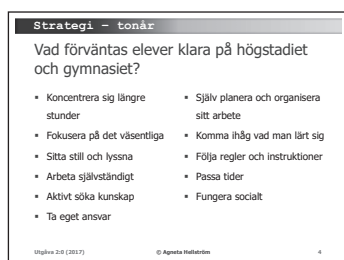 Strategi – tonår
Vad förväntas elever klara på högstadiet
och gymnasiet?
▪ Koncentrera sig längre
stunder
▪ Fokusera på det väsentliga
▪ Sitta still och lyssna
▪ Arbeta självständigt
▪ Aktivt söka kunskap
▪ Ta eget ansvar
▪ Själv planera och organisera
sitt arbete
▪ Komma ihåg vad man lärt sig
▪ Följa regler och instruktioner
▪ Passa tider
▪ Fungera socialt
Utgåva 2:0 (2017) © Agneta Hellström 4